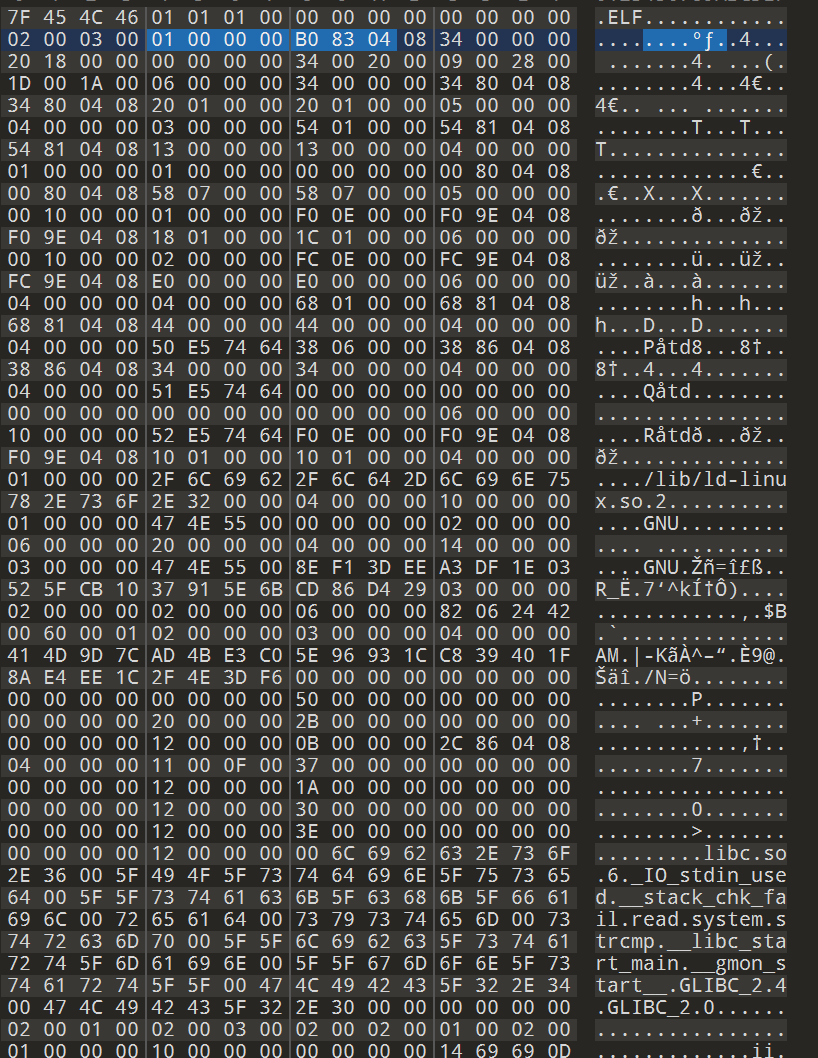 7F 45 4C 46 01 01 01 00 00 00 00 00 00 00 00 00 .ELF............
02 00 03 00 01 00 00 00 B0 83 04 08 34 00 00 00 ........°ƒ..4...
20 18 00 00 00 00 00 00 34 00 20 00 09 00 28 00  .......4. ...(.
1D 00 1A 00 06 00 00 00 34 00 00 00 34 80 04 08 ........4...4€..
34 80 04 08 20 01 00 00 20 01 00 00 05 00 00 00 4€.. ... .......
04 00 00 00 03 00 00 00 54 01 00 00 54 81 04 08 ........T...T...
54 81 04 08 13 00 00 00 13 00 00 00 04 00 00 00 T...............
01 00 00 00 01 00 00 00 00 00 00 00 00 80 04 08 .............€..
00 80 04 08 58 07 00 00 58 07 00 00 05 00 00 00 .€..X...X.......
00 10 00 00 01 00 00 00 F0 0E 00 00 F0 9E 04 08 ........ð...ðž..
F0 9E 04 08 18 01 00 00 1C 01 00 00 06 00 00 00 ðž..............
00 10 00 00 02 00 00 00 FC 0E 00 00 FC 9E 04 08 ........ü...üž..
FC 9E 04 08 E0 00 00 00 E0 00 00 00 06 00 00 00 üž..à...à.......
04 00 00 00 04 00 00 00 68 01 00 00 68 81 04 08 ........h...h...
68 81 04 08 44 00 00 00 44 00 00 00 04 00 00 00 h...D...D.......
04 00 00 00 50 E5 74 64 38 06 00 00 38 86 04 08 ....Påtd8...8†..
38 86 04 08 34 00 00 00 34 00 00 00 04 00 00 00 8†..4...4.......
04 00 00 00 51 E5 74 64 00 00 00 00 00 00 00 00 ....Qåtd........
00 00 00 00 00 00 00 00 00 00 00 00 06 00 00 00 ................
10 00 00 00 52 E5 74 64 F0 0E 00 00 F0 9E 04 08 ....Råtdð...ðž..
F0 9E 04 08 10 01 00 00 10 01 00 00 04 00 00 00 ðž..............
01 00 00 00 2F 6C 69 62 2F 6C 64 2D 6C 69 6E 75 ..../lib/ld-linu
78 2E 73 6F 2E 32 00 00 04 00 00 00 10 00 00 00 x.so.2..........
01 00 00 00 47 4E 55 00 00 00 00 00 02 00 00 00 ....GNU.........
06 00 00 00 20 00 00 00 04 00 00 00 14 00 00 00 .... ...........
03 00 00 00 47 4E 55 00 8E F1 3D EE A3 DF 1E 03 ....GNU.Žñ=î£ß..
52 5F CB 10 37 91 5E 6B CD 86 D4 29 03 00 00 00 R_Ë.7‘^kÍ†Ô)....
02 00 00 00 02 00 00 00 06 00 00 00 82 06 24 42 ............‚.$B
00 60 00 01 02 00 00 00 03 00 00 00 04 00 00 00 .`..............
41 4D 9D 7C AD 4B E3 C0 5E 96 93 1C C8 39 40 1F AM.|-KãÀ^–“.È9@.
8A E4 EE 1C 2F 4E 3D F6 00 00 00 00 00 00 00 00 Šäî./N=ö........
00 00 00 00 00 00 00 00 50 00 00 00 00 00 00 00 ........P.......
00 00 00 00 20 00 00 00 2B 00 00 00 00 00 00 00 .... ...+.......
00 00 00 00 12 00 00 00 0B 00 00 00 2C 86 04 08 ............,†..
04 00 00 00 11 00 0F 00 37 00 00 00 00 00 00 00 ........7.......
00 00 00 00 12 00 00 00 1A 00 00 00 00 00 00 00 ................
00 00 00 00 12 00 00 00 30 00 00 00 00 00 00 00 ........0.......
00 00 00 00 12 00 00 00 3E 00 00 00 00 00 00 00 ........>.......
00 00 00 00 12 00 00 00 00 6C 69 62 63 2E 73 6F .........libc.so
2E 36 00 5F 49 4F 5F 73 74 64 69 6E 5F 75 73 65 .6._IO_stdin_use
64 00 5F 5F 73 74 61 63 6B 5F 63 68 6B 5F 66 61 d.__stack_chk_fa
69 6C 00 72 65 61 64 00 73 79 73 74 65 6D 00 73 il.read.system.s
74 72 63 6D 70 00 5F 5F 6C 69 62 63 5F 73 74 61 trcmp.__libc_sta
72 74 5F 6D 61 69 6E 00 5F 5F 67 6D 6F 6E 5F 73 rt_main.__gmon_s
74 61 72 74 5F 5F 00 47 4C 49 42 43 5F 32 2E 34 tart__.GLIBC_2.4
00 47 4C 49 42 43 5F 32 2E 30 00 00 00 00 00 00 .GLIBC_2.0......
02 00 01 00 02 00 03 00 02 00 02 00 01 00 02 00 ................
01 00 00 00 10 00 00 00 00 00 00 00 14 69 69 0D .............ii.